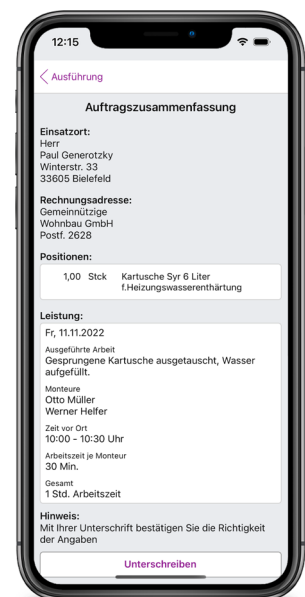 12:15
Ausführung
Auftragszusammenfassung
Einsatzort:
Herr
Paul Generotzky
Winterstr. 33
33605 Bielefeld
Rechnungsadresse:
Gemeinnützige
Wohnbau GmbH
Postf. 2628
Positionen:
1,00 Stck Kartusche Syr 6 Liter
f.Heizungswasserenthärtung
Leistung:
Fr, 11.11.2022
Ausgeführte Arbeit
Gesprungene Kartusche ausgetauscht, Wasser
aufgefüllt.
Monteure
Otto Müller
Werner Helfer
Zeit vor Ort
10:00 - 10:30 Uhr
Arbeitszeit je Monteur
30 Min.
Gesamt
1 Std. Arbeitszeit
Hinweis:
Mit Ihrer Unterschrift bestätigen Sie die Richtigkeit
der Angaben
Unterschreiben